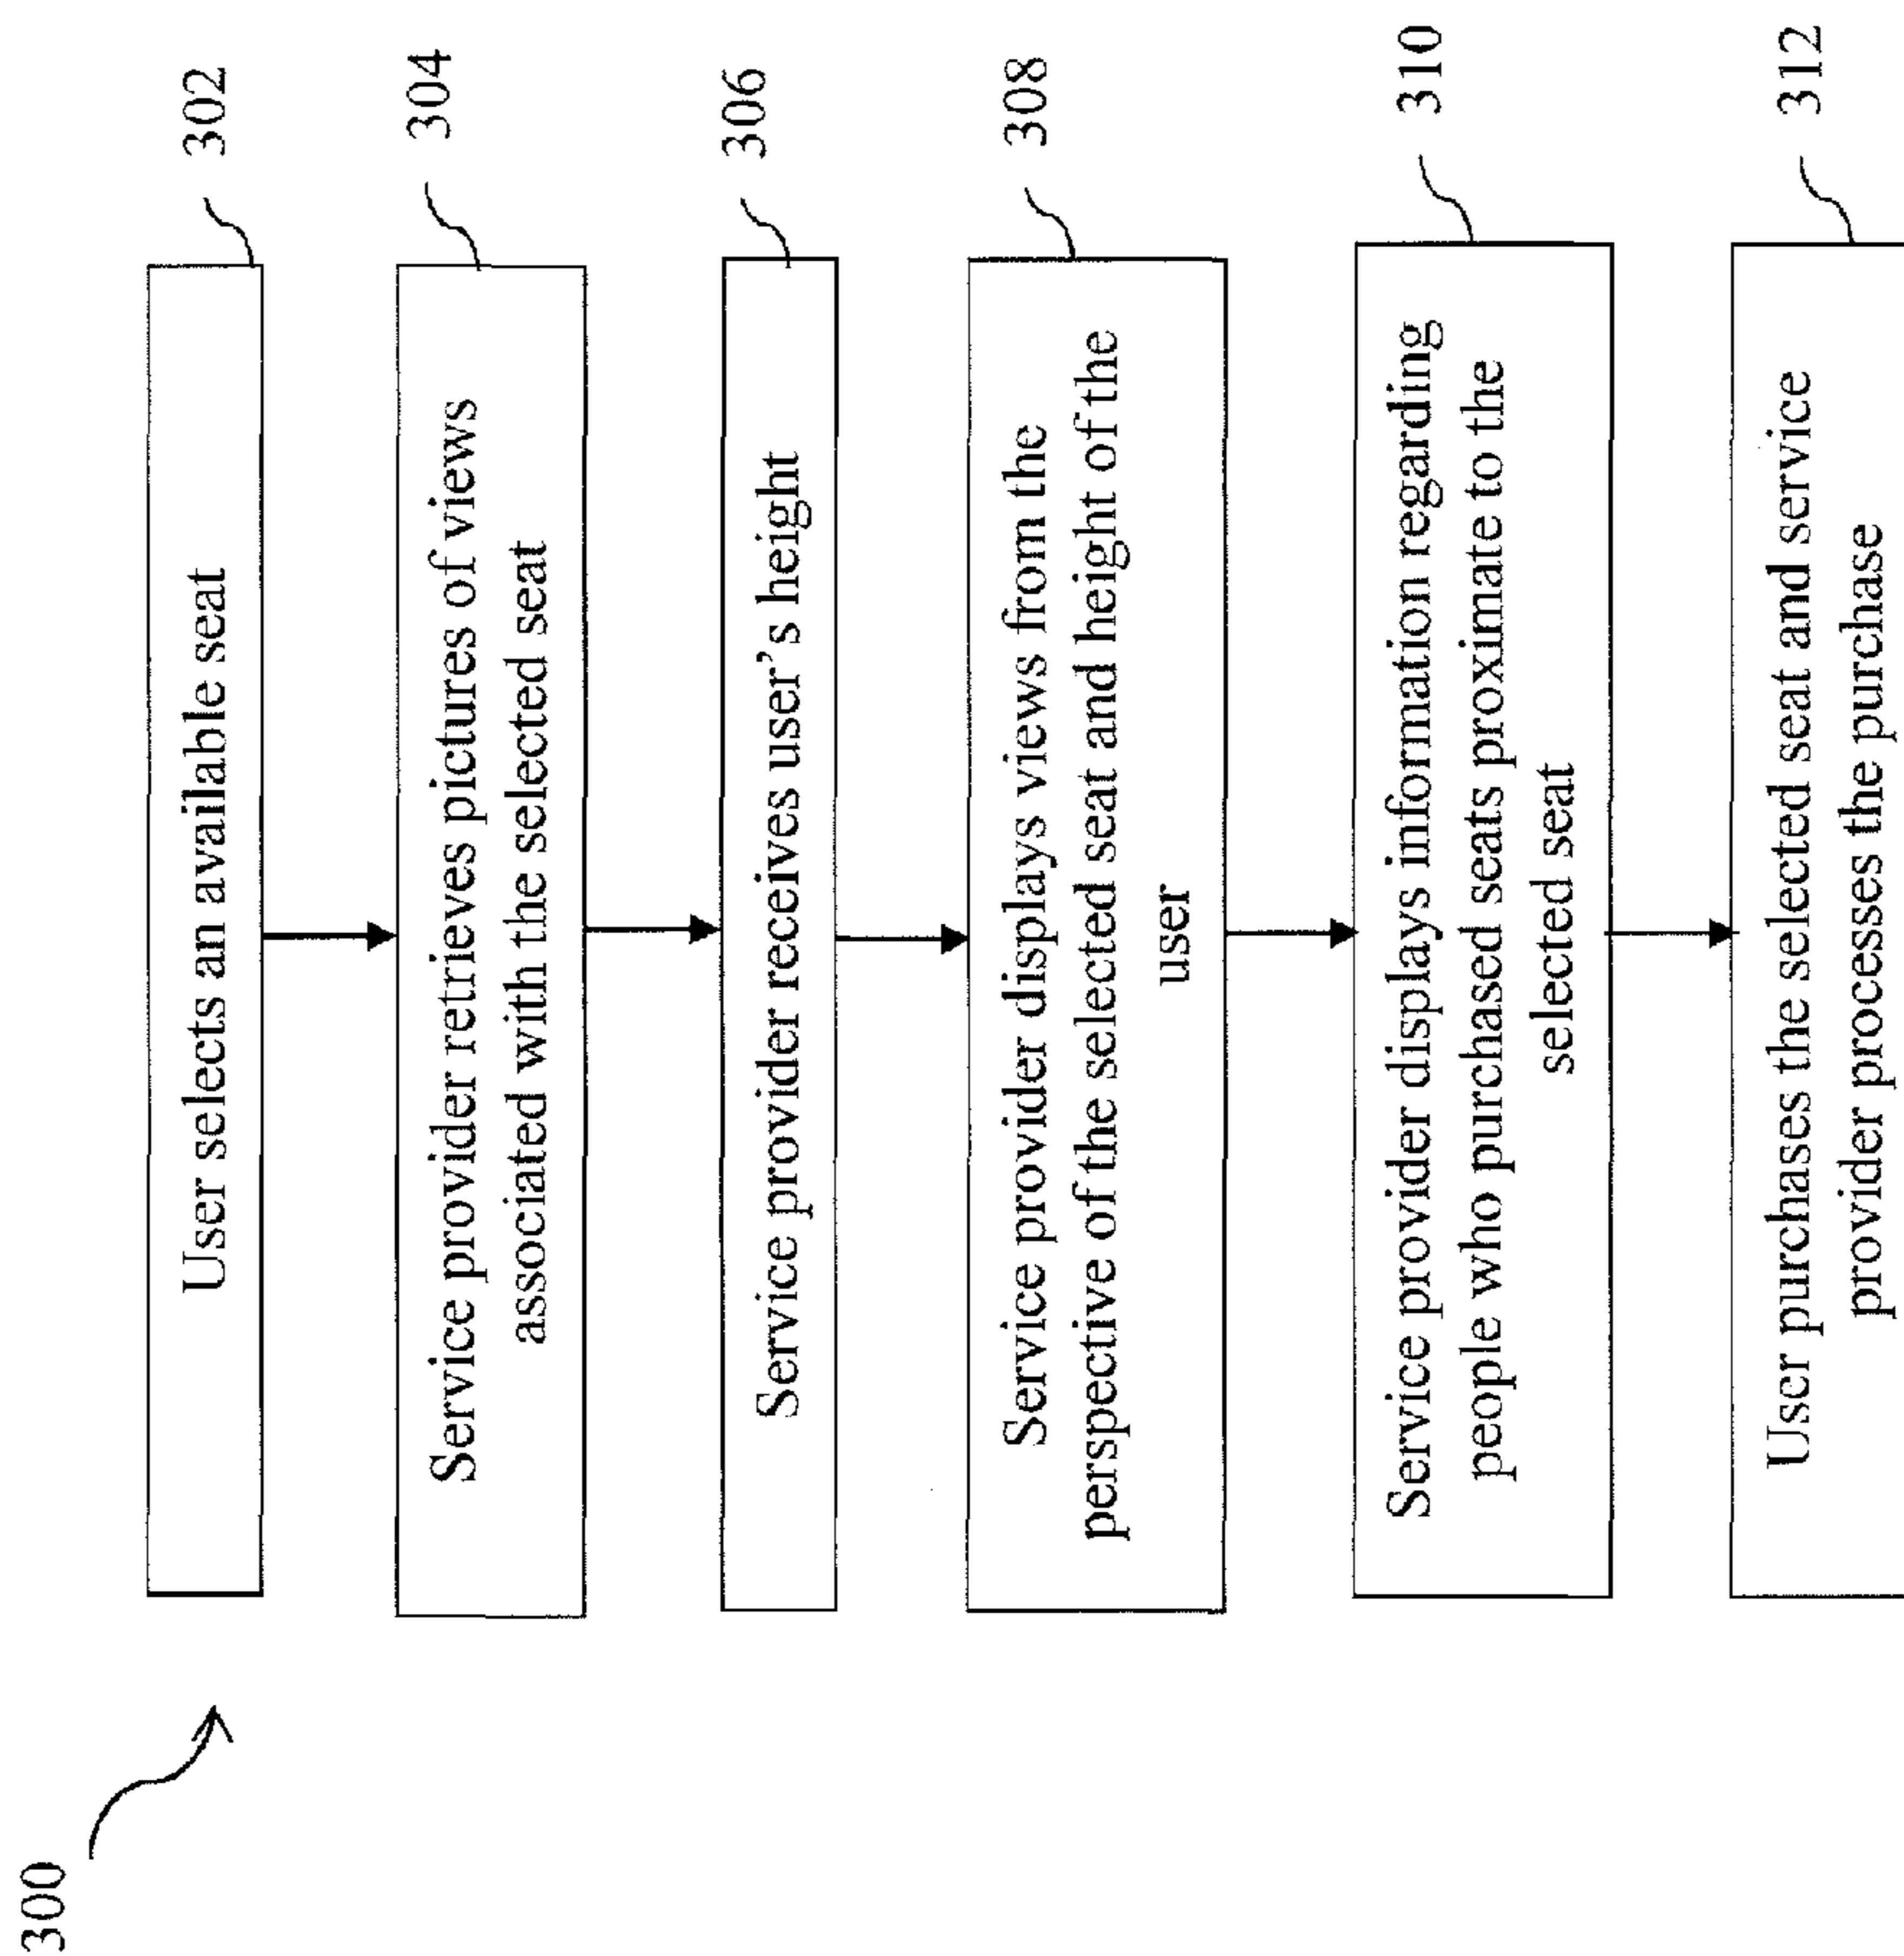 300
User selects an available seat
302
Service provider retrieves pictures of views
associated with the selected seat
304
Service provider receives user's height
306
Service provider displays views from the
perspective of the selected seat and height of the
user
308
Service provider displays information regarding
people who purchased seats proximate to the
selected seat
310
User purchases the selected seat and service
provider processes the purchase
312